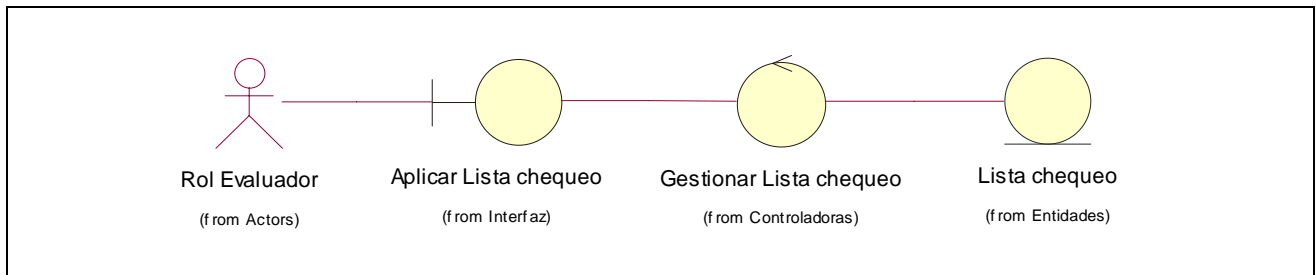 Rol Evaluador
(from Actors)
Aplicar Lista chequeo
(from Interfaz)
Gestionar Lista chequeo
(from Controladoras)
Lista chequeo
(from Entidades)